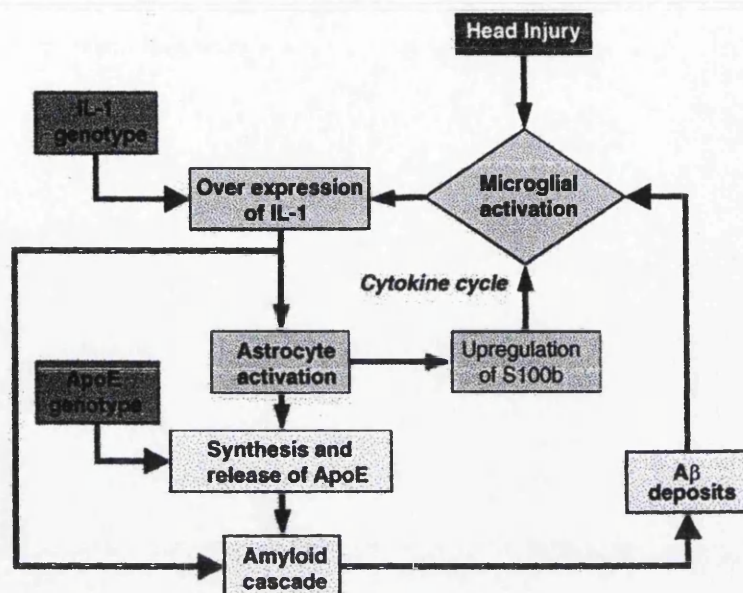 Head Injury
IL-1
genotype
Over expression
of IL-1
Microglial
activation
Cytokine cycle
Astrocyte
activation
Upregulation
of S100b
ApoE
genotype
Synthesis and
release of ApoE
Aβ
deposits
Amyloid
cascade